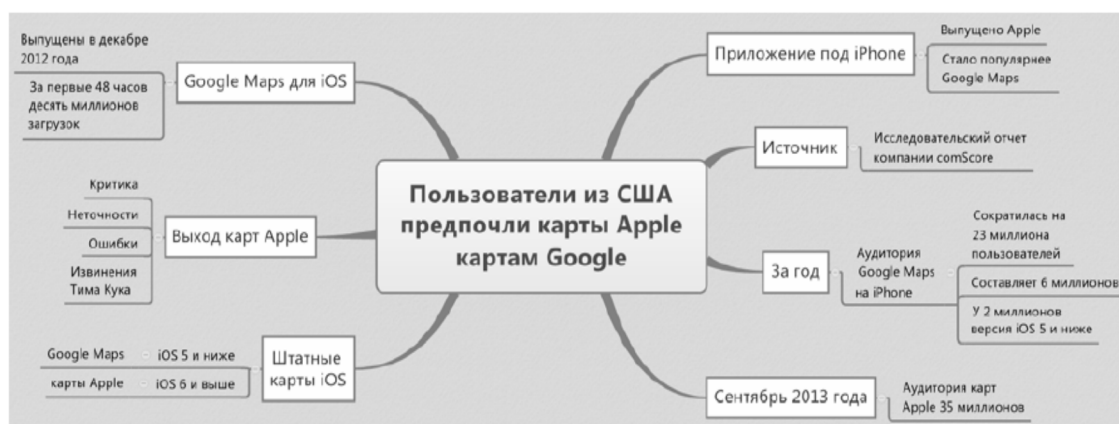 Пользователи из США
предпочли карты Apple
картам Google
Приложение под iPhone
Выпущено Apple
Стало популярнее
Google Maps
Источник
Исследовательский отчет
компании comScore
За год
Аудитория
Google Maps
на iPhone
Сократилась на
23 миллиона
пользователей
Составляет 6 миллионов
У 2 миллионов
версия iOS 5 и ниже
Сентябрь 2013 года
Аудитория карт
Apple 35 миллионов
Google Maps для iOS
Выпущены в декабре
2012 года
За первые 48 часов
десять миллионов
загрузок
Выход карт Apple
Критика
Неточности
Ошибки
Извинения
Тима Кука
Штатные
карты iOS
Google Maps iOS 5 и ниже
карты Apple iOS 6 и выше